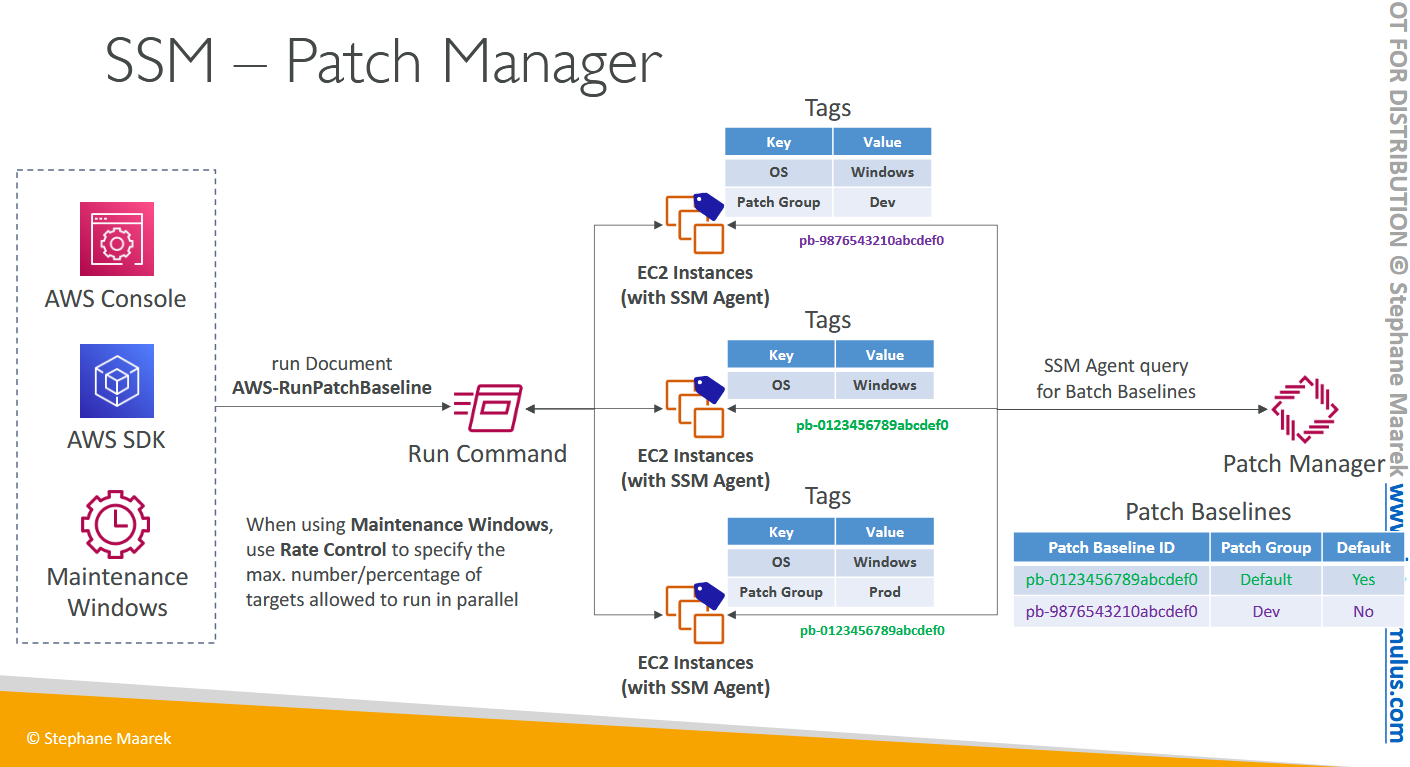 SSM – Patch Manager
AWS Console
AWS SDK
Maintenance
Windows
run Document
AWS-RunPatchBaseline
Run Command
When using Maintenance Windows,
use Rate Control to specify the
max. number/percentage of
targets allowed to run in parallel
Tags
Key Value
OS Windows
Patch Group Dev
pb-9876543210abcdef0
EC2 Instances
(with SSM Agent)
Tags
Key Value
OS Windows
pb-0123456789abcdef0
EC2 Instances
(with SSM Agent)
Tags
Key Value
OS Windows
Patch Group Prod
pb-0123456789abcdef0
EC2 Instances
(with SSM Agent)
SSM Agent query
for Batch Baselines
Patch Manager
Patch Baselines
Patch Baseline ID Patch Group Default
pb-0123456789abcdef0 Default Yes
pb-9876543210abcdef0 Dev No
© Stephane Maarek
OT FOR DISTRIBUTION © Stephane Maarek